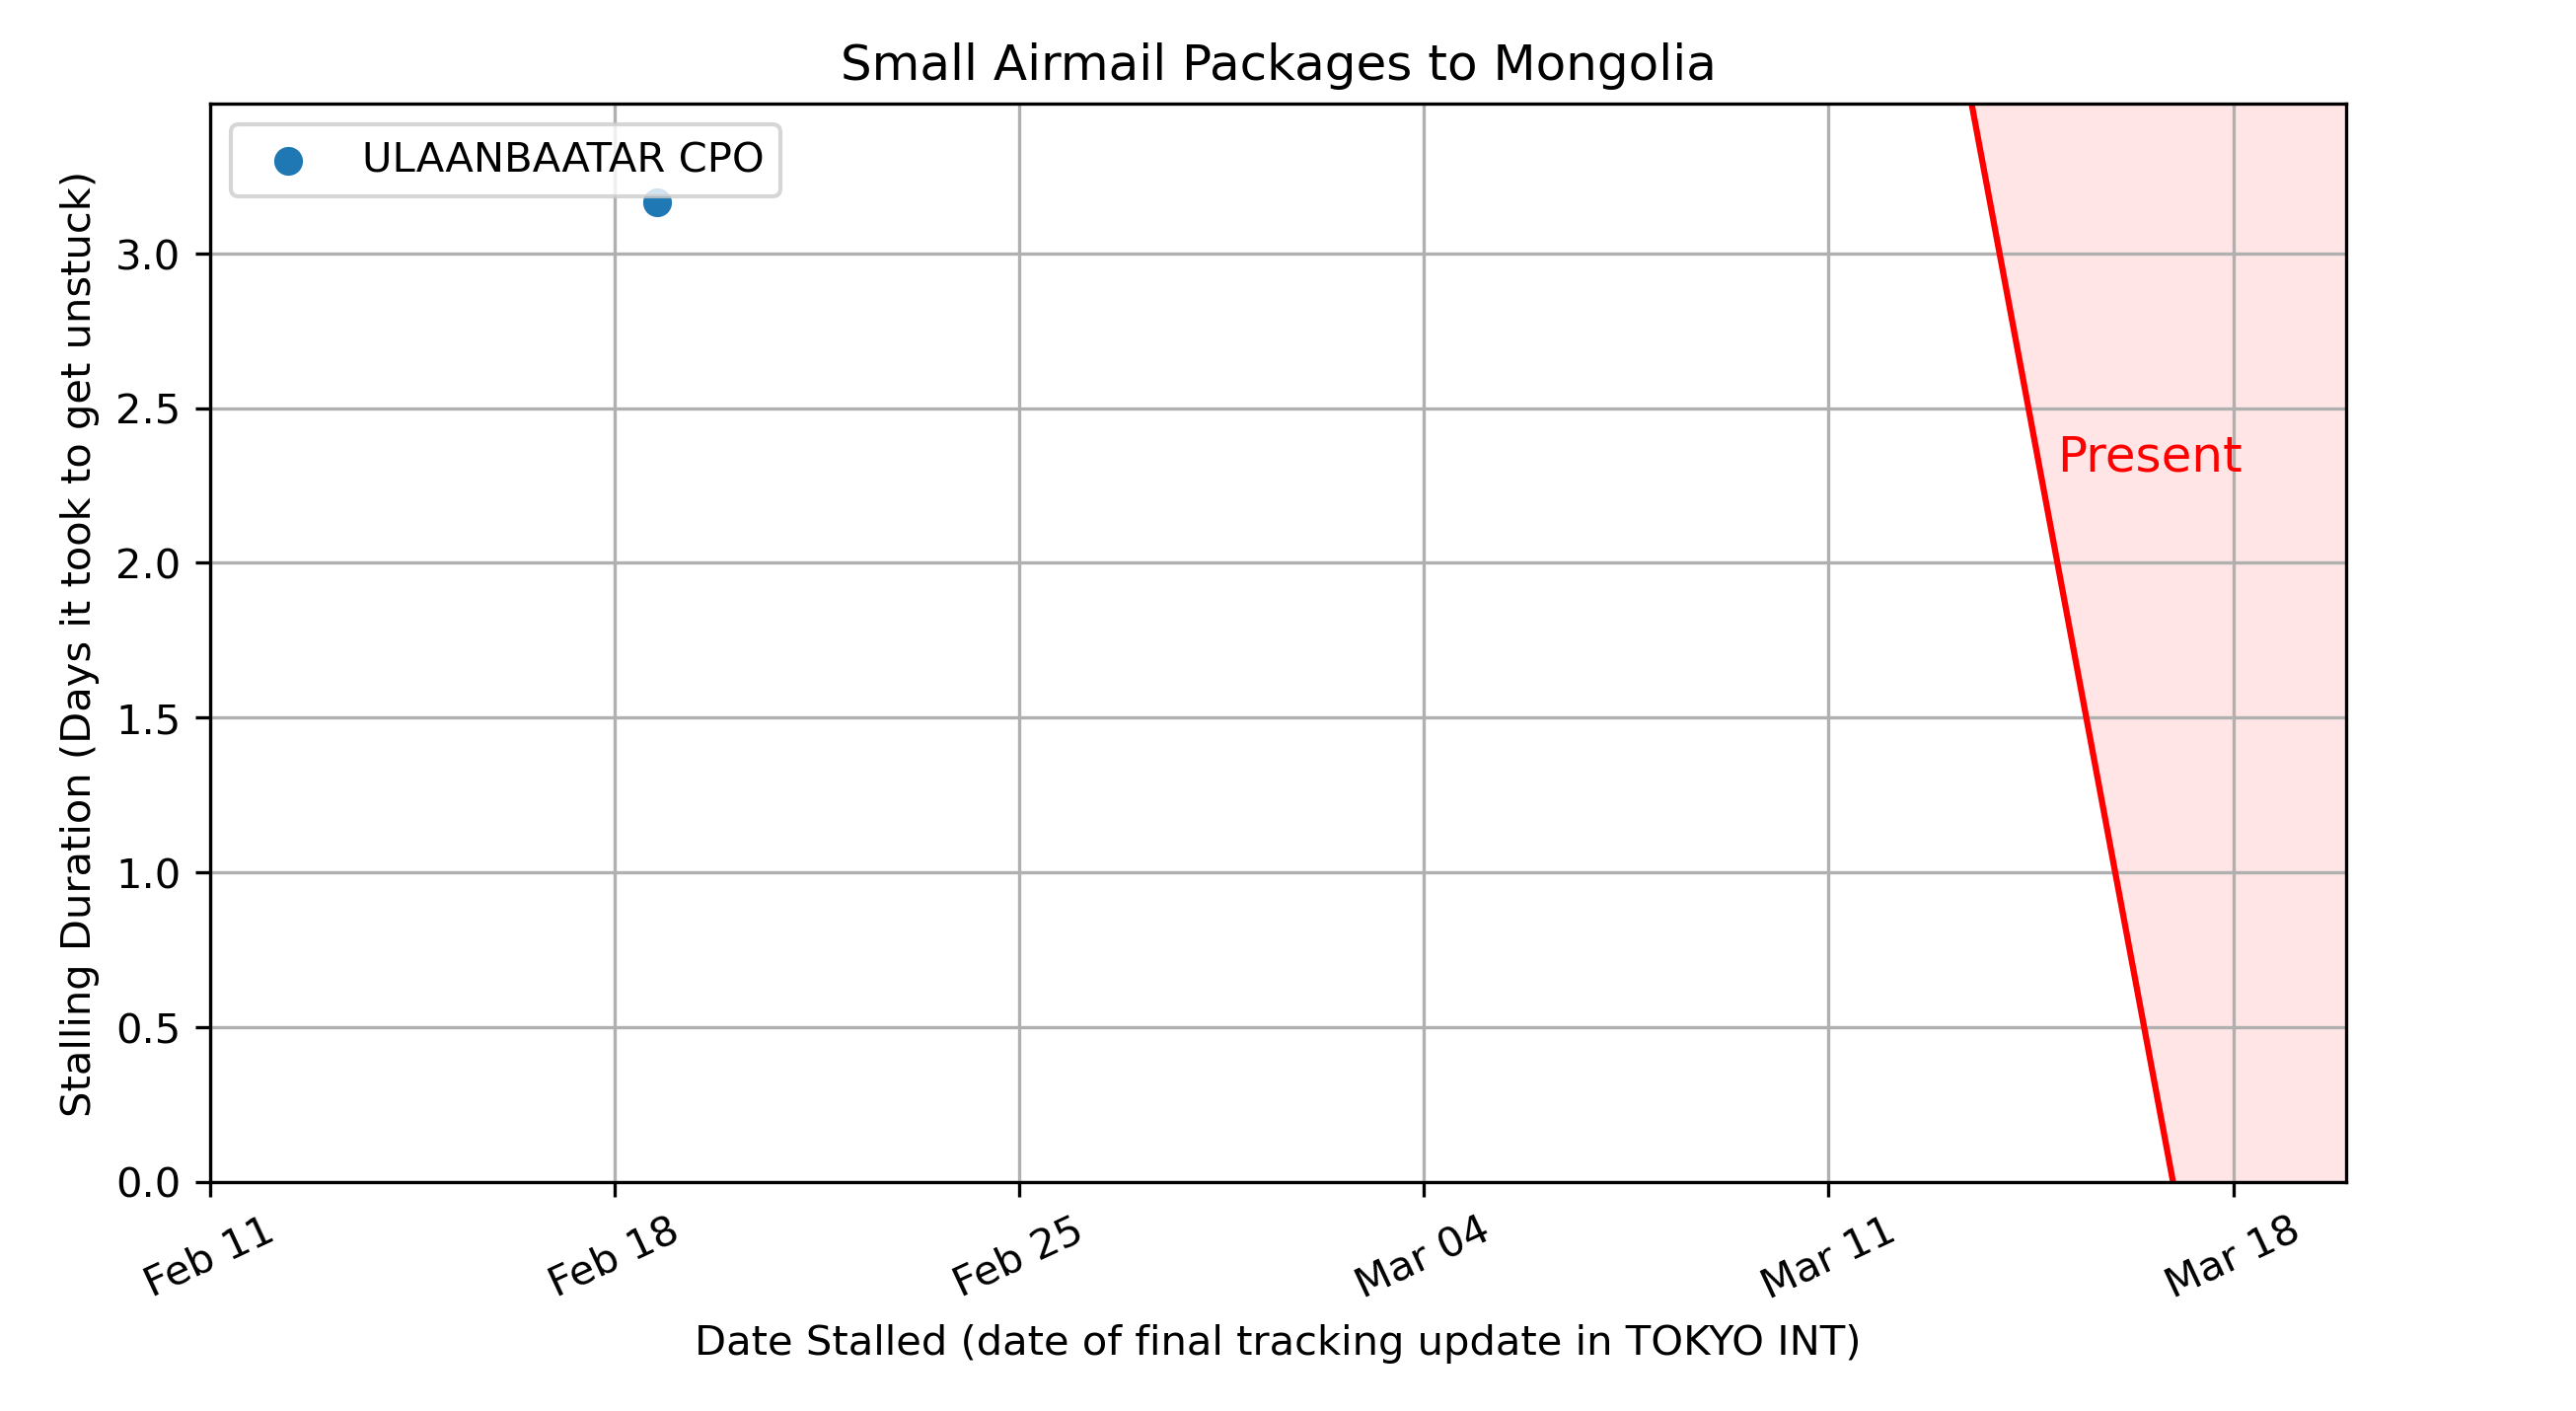 Small Airmail Packages to Mongolia
ULAANBAATAR CPO
Stalling Duration (Days it took to get unstuck)
3.0
2.5
2.0
1.5
1.0
0.5
0.0
Present
Feb 11
Feb 18
Feb 25
Mar 04
Mar 11
Mar 18
Date Stalled (date of final tracking update in TOKYO INT)